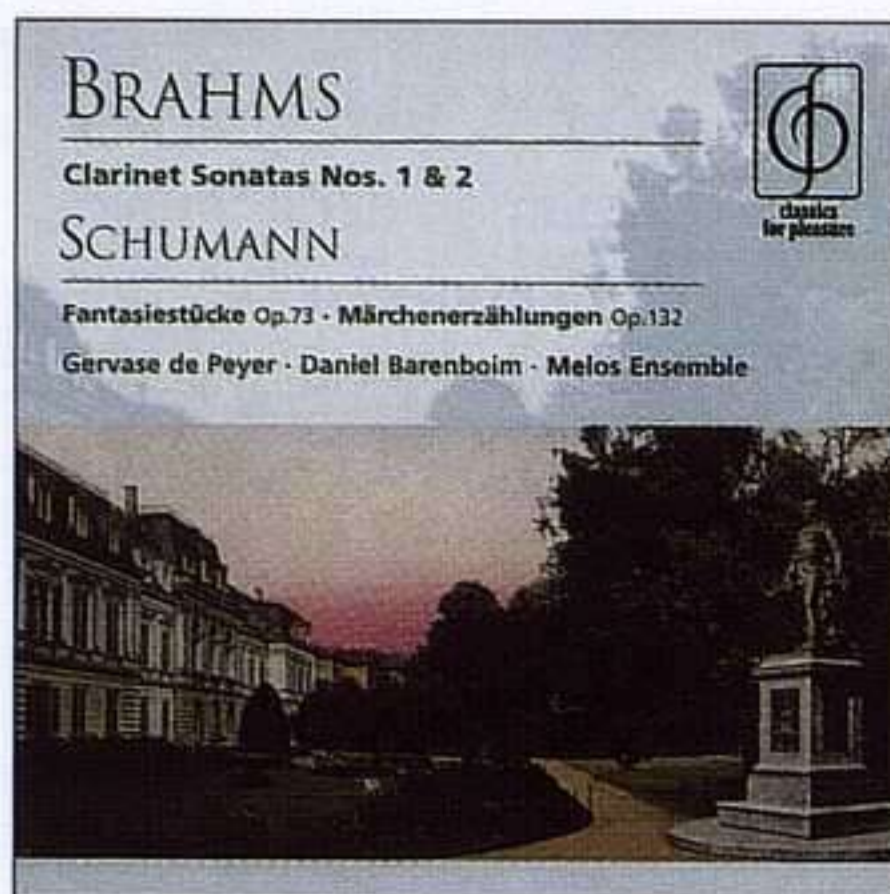 BRAHMS
Clarinet Sonatas Nos. 1 & 2
SCHUMANN
Fantasiestücke Op.73 · Märchenerzählungen Op.132
Gervase de Peyer · Daniel Barenboim · Melos Ensemble
classics
for pleasure